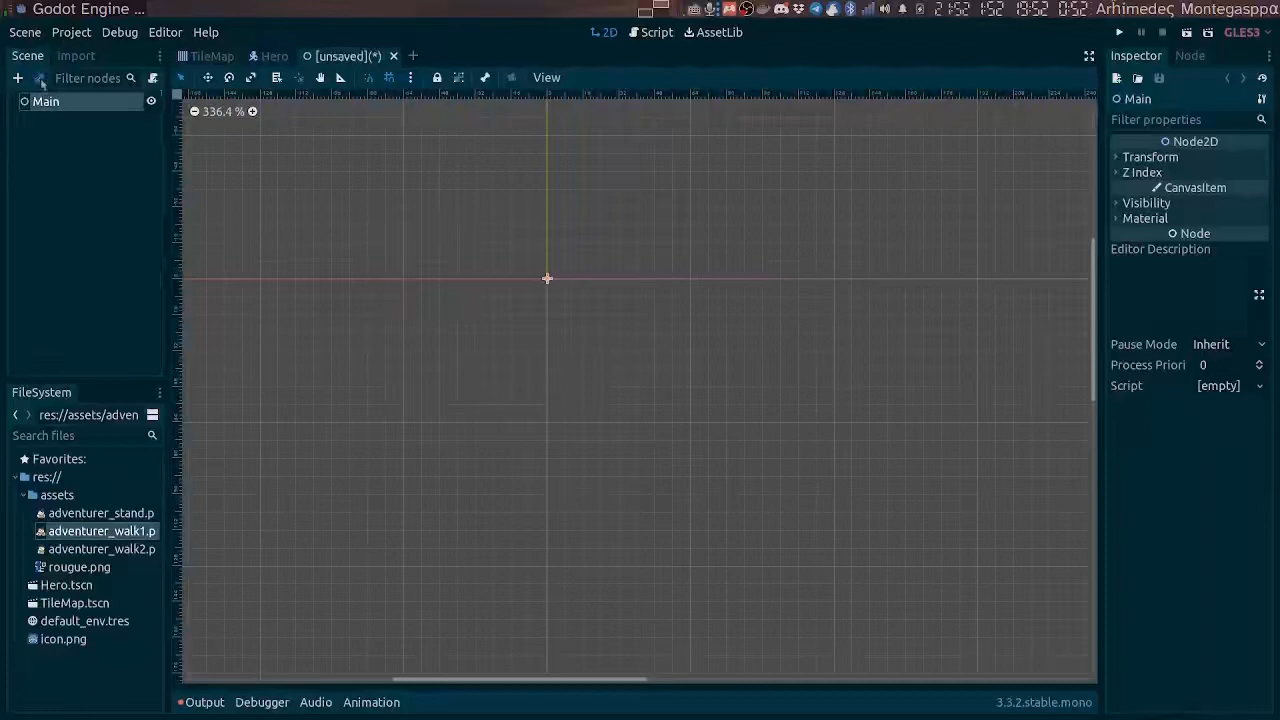 Godot Engine ...
Scene Project Debug Editor Help
2D Script AssetLib
GLES3
Scene Import
TileMap Hero [unsaved](*)
Inspector Node
Filter nodes
View
Main
336.4 %
Main
Filter properties
Node2D
Transform
Z Index
CanvasItem
Visibility
Material
Node
Editor Description
Pause Mode Inherit
Process Priori 0
Script [empty]
FileSystem
res://assets/adven
Search files
Favorites:
res://
assets
adventurer_stand.p
adventurer_walk1.p
adventurer_walk2.p
rougue.png
Hero.tscn
TileMap.tscn
default_env.tres
icon.png
Output Debugger Audio Animation
3.3.2.stable.mono